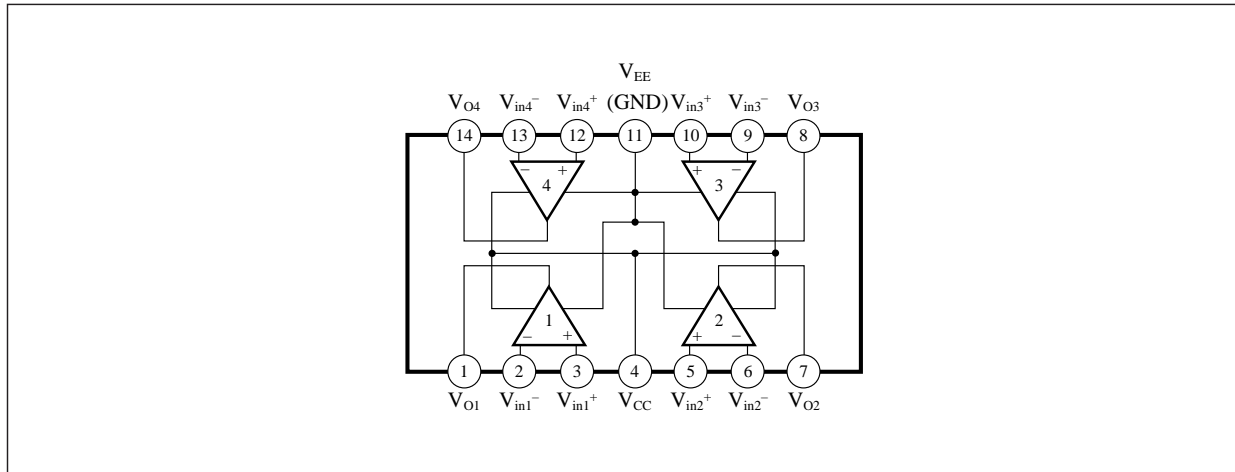 V_EE
V_O4 V_in4⁻ V_in4⁺ (GND) V_in3⁺ V_in3⁻ V_O3
14 13 12 11 10 9 8
− + + −
4 3
1 2
− + + −
1 2 3 4 5 6 7
V_O1 V_in1⁻ V_in1⁺ V_CC V_in2⁺ V_in2⁻ V_O2